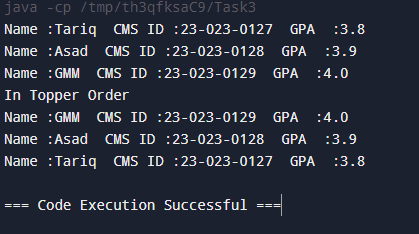 java -cp /tmp/th3qfksaC9/Task3
Name :Tariq  CMS ID :23-023-0127  GPA  :3.8
Name :Asad  CMS ID :23-023-0128  GPA  :3.9
Name :GMM  CMS ID :23-023-0129  GPA  :4.0
In Topper Order
Name :GMM  CMS ID :23-023-0129  GPA  :4.0
Name :Asad  CMS ID :23-023-0128  GPA  :3.9
Name :Tariq  CMS ID :23-023-0127  GPA  :3.8
=== Code Execution Successful ===